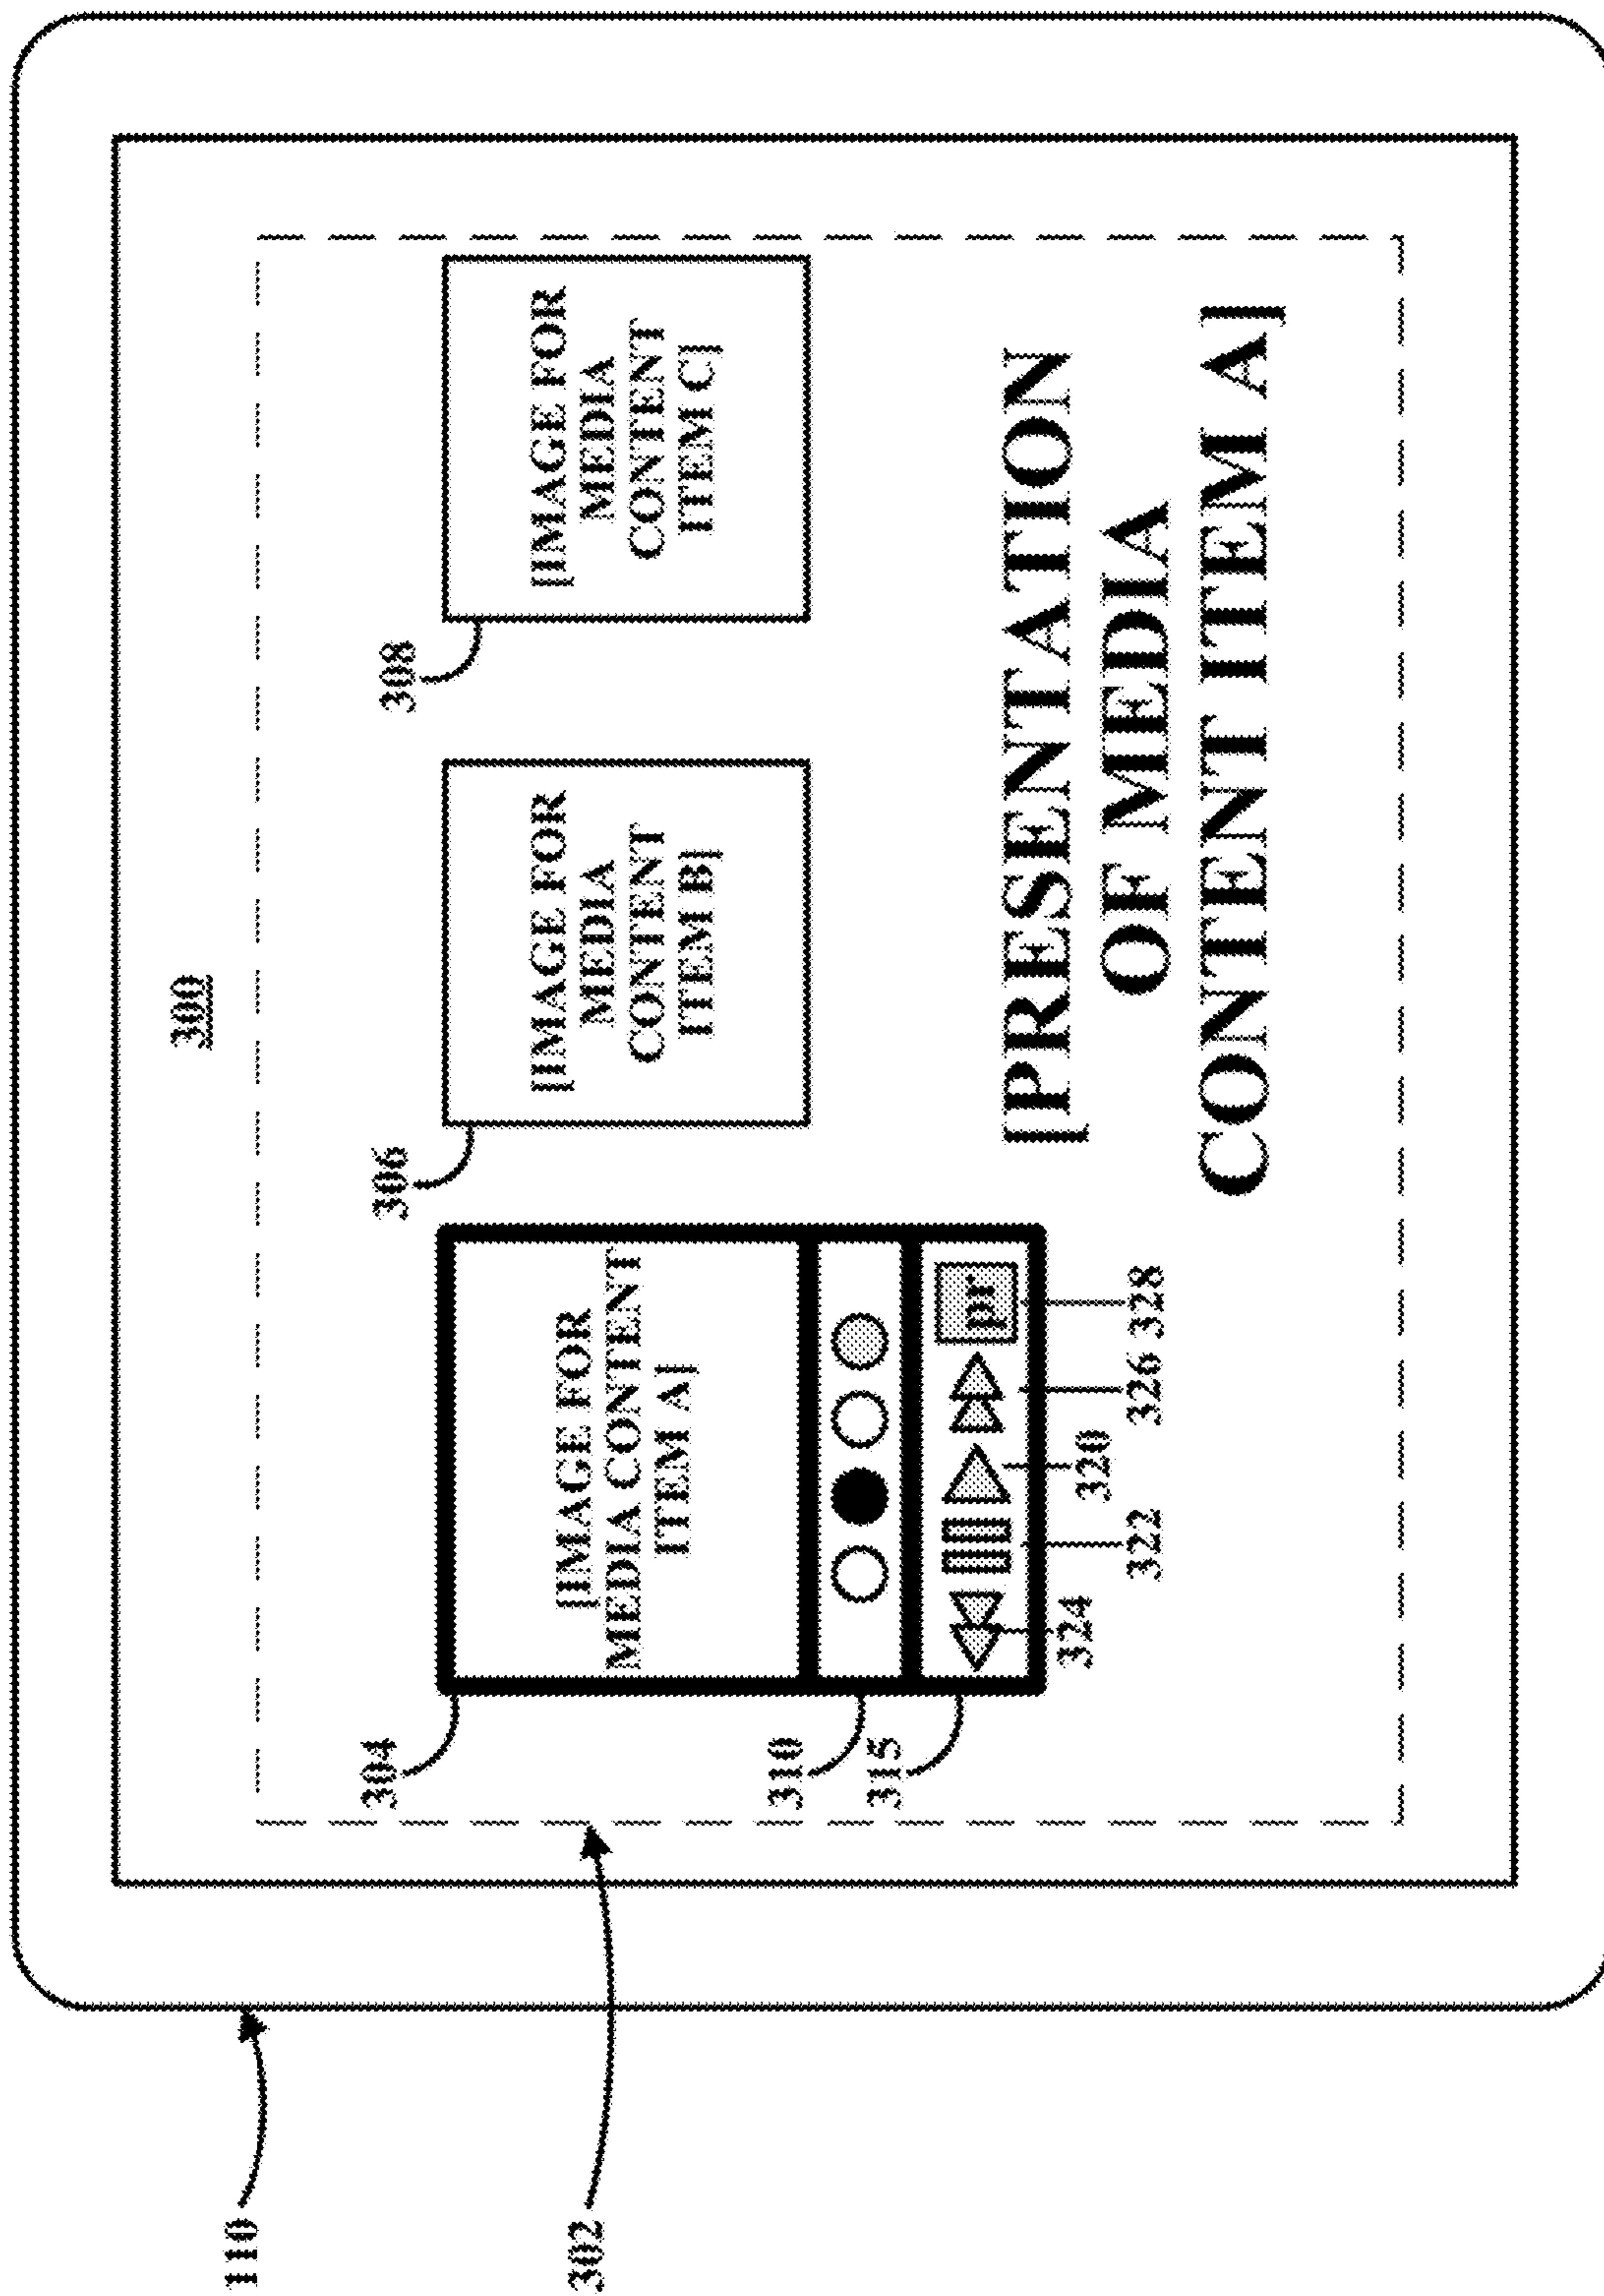 300
308
306
304
[IMAGE FOR
MEDIA CONTENT
ITEM A]
[IMAGE FOR
MEDIA
CONTENT
ITEM B]
[IMAGE FOR
MEDIA
CONTENT
ITEM C]
310
315
pr
324
322
320
326
328
[PRESENTATION
OF MEDIA
CONTENT ITEM A]
110
302